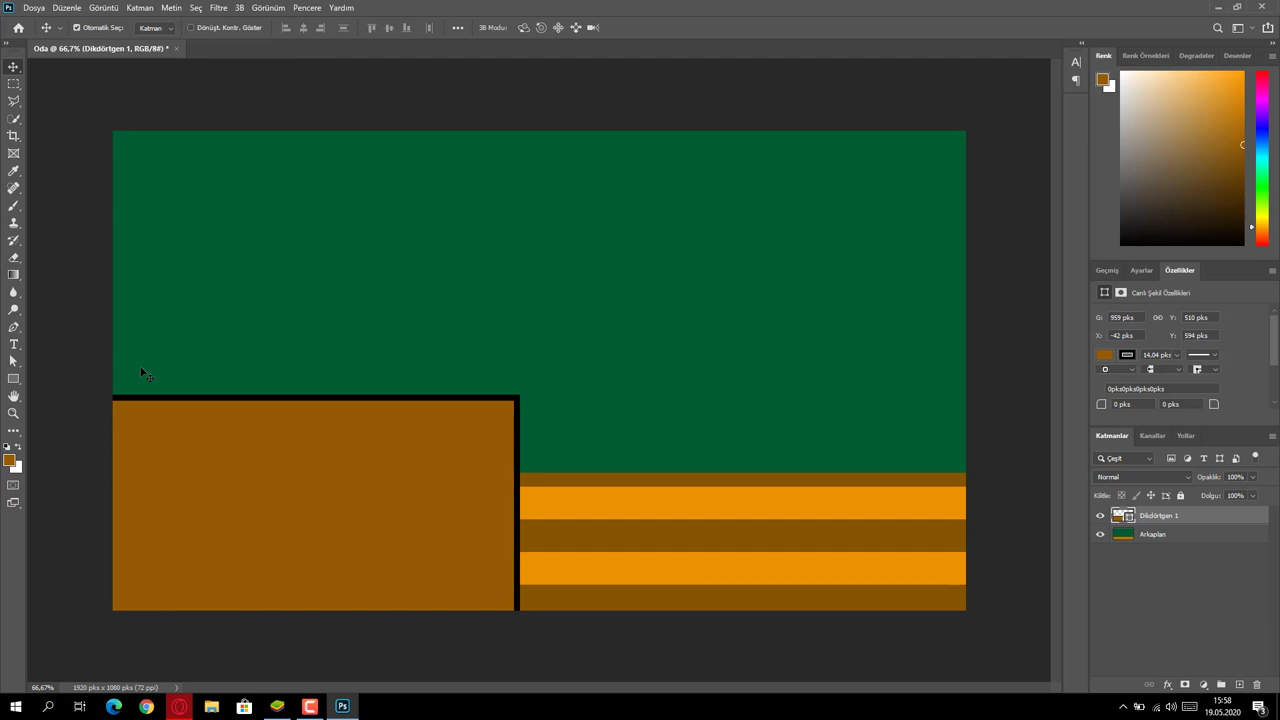 Ps Dosya Düzenle Görüntü Katman Metin Seç Filtre 3B Görünüm Pencere Yardım
Otomatik Seç: Katman Dönüşt. Kontr. Göster 3B Modu:
Oda @ 66,7% (Dikdörtgen 1, RGB/8#) *
Renk Renk Örnekleri Degradeler Desenler
Geçmiş Ayarlar Özellikler
Canlı Şekil Özellikleri
G: 959 pks Y: 510 pks
X: -42 pks Y: 594 pks
14,04 pks
0pks0pks0pks0pks
0 pks 0 pks
Katmanlar Kanallar Yollar
Çeşit T
Normal Opaklık: 100%
Kilitle: Dolgu: 100%
Dikdörtgen 1
Arkaplan
fx
66,67% 1920 pks x 1080 pks (72 ppi)
Ps
15:58
19.05.2020
3